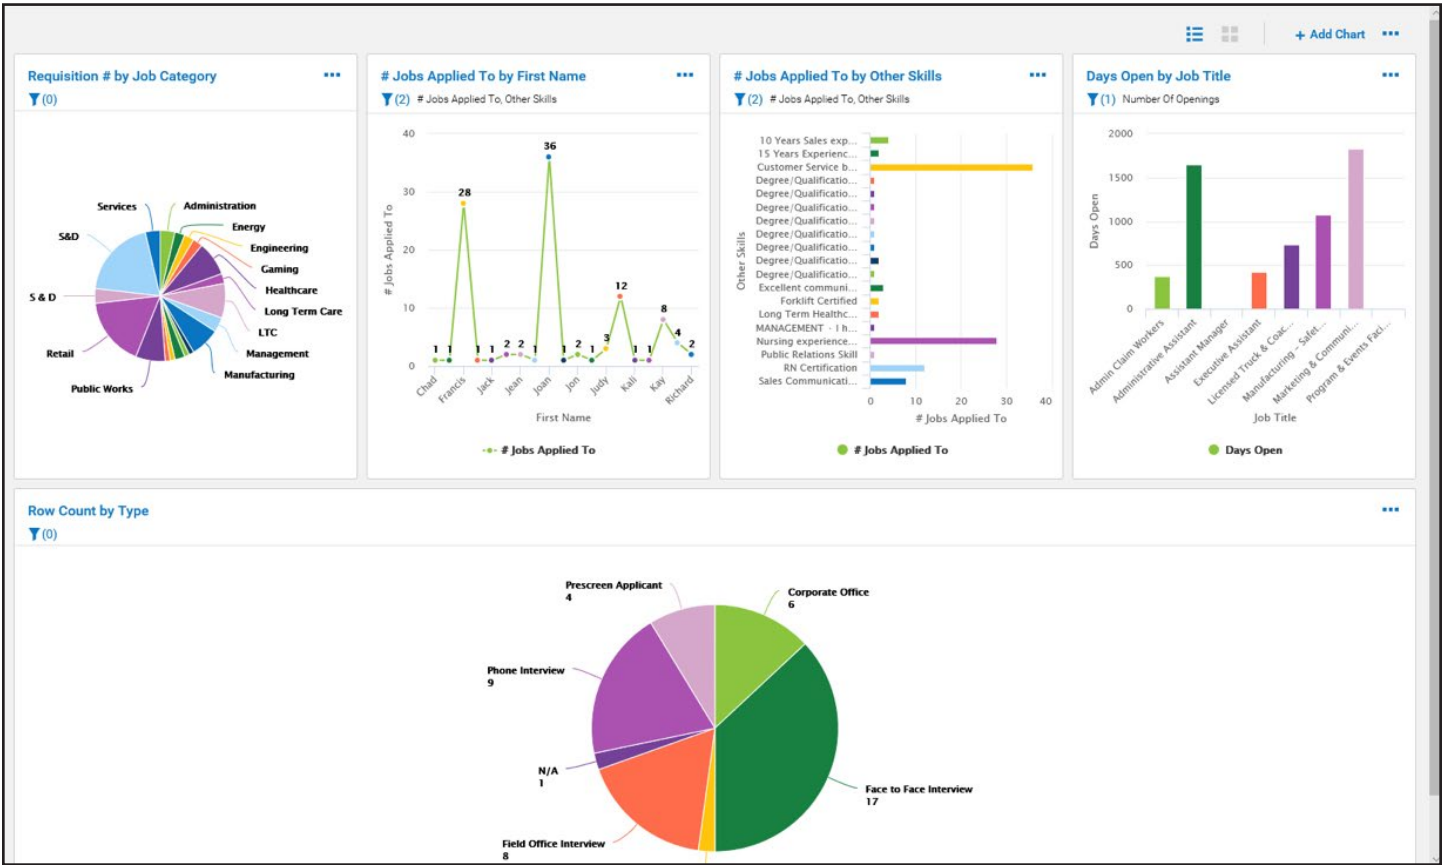 + Add Chart
Requisition # by Job Category
(0)
Services
Administration
Energy
S&D
Engineering
Gaming
Healthcare
S & D
Long Term Care
LTC
Retail
Management
Manufacturing
Public Works
# Jobs Applied To by First Name
(2) # Jobs Applied To, Other Skills
40
30
20
10
0
# Jobs Applied To
1
1
28
1
1
2
2
1
36
1
2
1
3
12
1
1
8
4
2
Chad
Francis
Jack
Jean
Joan
Jon
Judy
Kali
Kay
Richard
First Name
# Jobs Applied To
# Jobs Applied To by Other Skills
(2) # Jobs Applied To, Other Skills
Other Skills
10 Years Sales exp...
15 Years Experienc...
Customer Service b...
Degree/Qualificatio...
Degree/Qualificatio...
Degree/Qualificatio...
Degree/Qualificatio...
Degree/Qualificatio...
Degree/Qualificatio...
Degree/Qualificatio...
Degree/Qualificatio...
Excellent communi...
Forklift Certified
Long Term Healthc...
MANAGEMENT - I h...
Nursing experience...
Public Relations Skill
RN Certification
Sales Communicati...
0 10 20 30 40
# Jobs Applied To
# Jobs Applied To
Days Open by Job Title
(1) Number Of Openings
2000
1500
1000
500
0
Days Open
Admin Claim Workers
Administrative Assistant
Assistant Manager
Executive Assistant
Licensed Truck & Coac...
Manufacturing - Safet...
Marketing & Communi...
Program & Events Faci...
Job Title
Days Open
Row Count by Type
(0)
Prescreen Applicant
4
Corporate Office
6
Phone Interview
9
N/A
1
Face to Face Interview
17
Field Office Interview
8